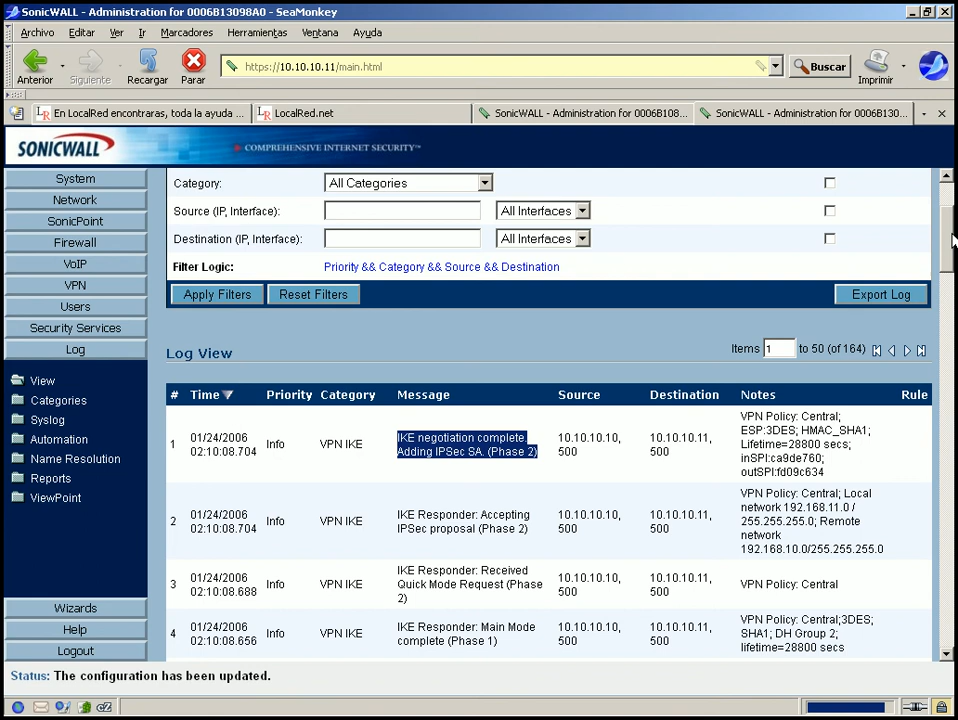 SonicWALL - Administration for 0006B13098A0 - SeaMonkey
Archivo Editar Ver Ir Marcadores Herramientas Ventana Ayuda
Anterior Siguiente Recargar Parar https://10.10.10.11/main.html Buscar Imprimir
En LocalRed encontraras, toda la ayuda ... LocalRed.net SonicWALL - Administration for 0006B108... SonicWALL - Administration for 0006B130...
SONICWALL COMPREHENSIVE INTERNET SECURITY™
System
Network
SonicPoint
Firewall
VoIP
VPN
Users
Security Services
Log
View
Categories
Syslog
Automation
Name Resolution
Reports
ViewPoint
Wizards
Help
Logout
Category: All Categories
Source (IP, Interface): All Interfaces
Destination (IP, Interface): All Interfaces
Filter Logic: Priority && Category && Source && Destination
Apply Filters Reset Filters Export Log
Log View Items 1 to 50 (of 164)
# Time Priority Category Message Source Destination Notes Rule
1 01/24/2006 02:10:08.704 Info VPN IKE IKE negotiation complete. Adding IPSec SA. (Phase 2) 10.10.10.10, 500 10.10.10.11, 500 VPN Policy: Central; ESP:3DES; HMAC_SHA1; Lifetime=28800 secs; inSPI:ca9de760; outSPI:fd09c634
2 01/24/2006 02:10:08.704 Info VPN IKE IKE Responder: Accepting IPSec proposal (Phase 2) 10.10.10.10, 500 10.10.10.11, 500 VPN Policy: Central; Local network 192.168.11.0 / 255.255.255.0; Remote network 192.168.10.0/255.255.255.0
3 01/24/2006 02:10:08.688 Info VPN IKE IKE Responder: Received Quick Mode Request (Phase 2) 10.10.10.10, 500 10.10.10.11, 500 VPN Policy: Central
4 01/24/2006 02:10:08.656 Info VPN IKE IKE Responder: Main Mode complete (Phase 1) 10.10.10.10, 500 10.10.10.11, 500 VPN Policy: Central;3DES; SHA1; DH Group 2; lifetime=28800 secs
Status: The configuration has been updated.